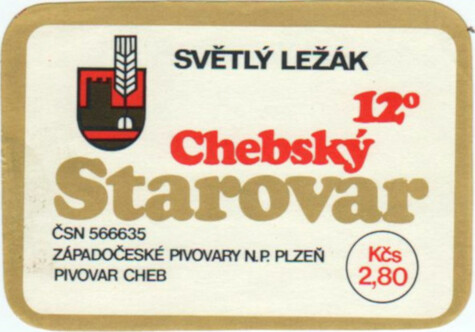 SVĚTLÝ LEŽÁK
12°
Chebský
Starovar
ČSN 566635
ZÁPADOČESKÉ PIVOVARY N.P. PLZEŇ
PIVOVAR CHEB
Kčs
2,80